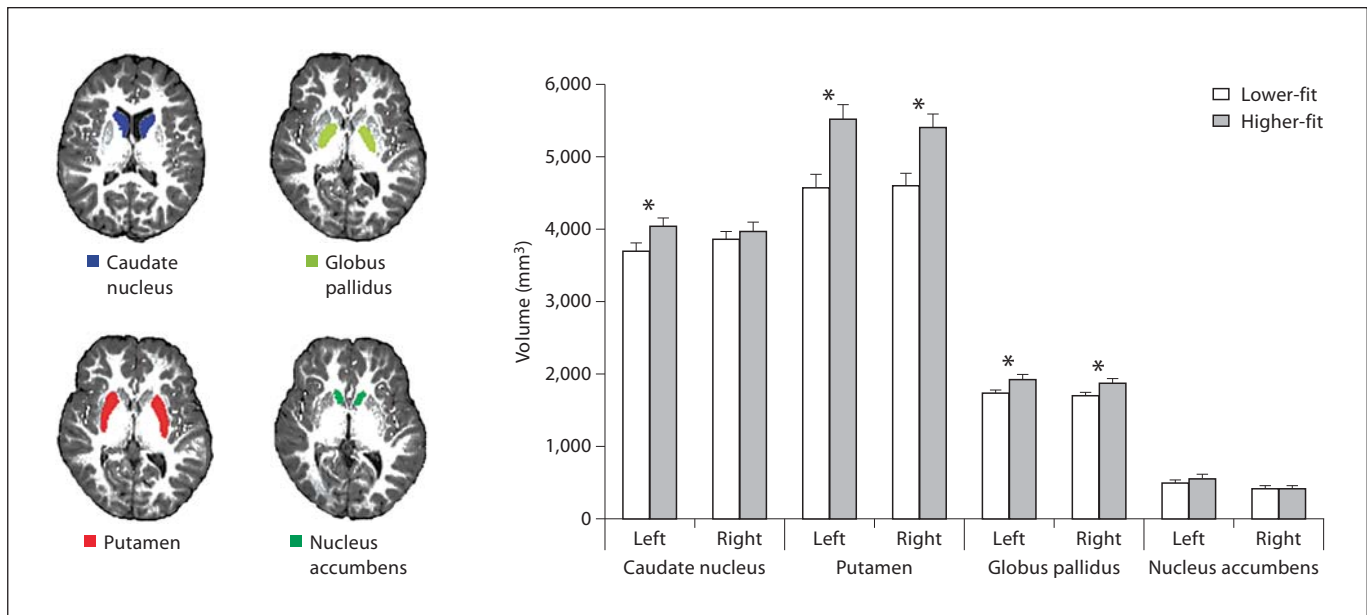 Caudate
nucleus
Globus
pallidus
Putamen
Nucleus
accumbens
Volume (mm³)
6,000
5,000
4,000
3,000
2,000
1,000
0
*
*
*
*
*
Lower-fit
Higher-fit
Left Right Left Right Left Right Left Right
Caudate nucleus Putamen Globus pallidus Nucleus accumbens